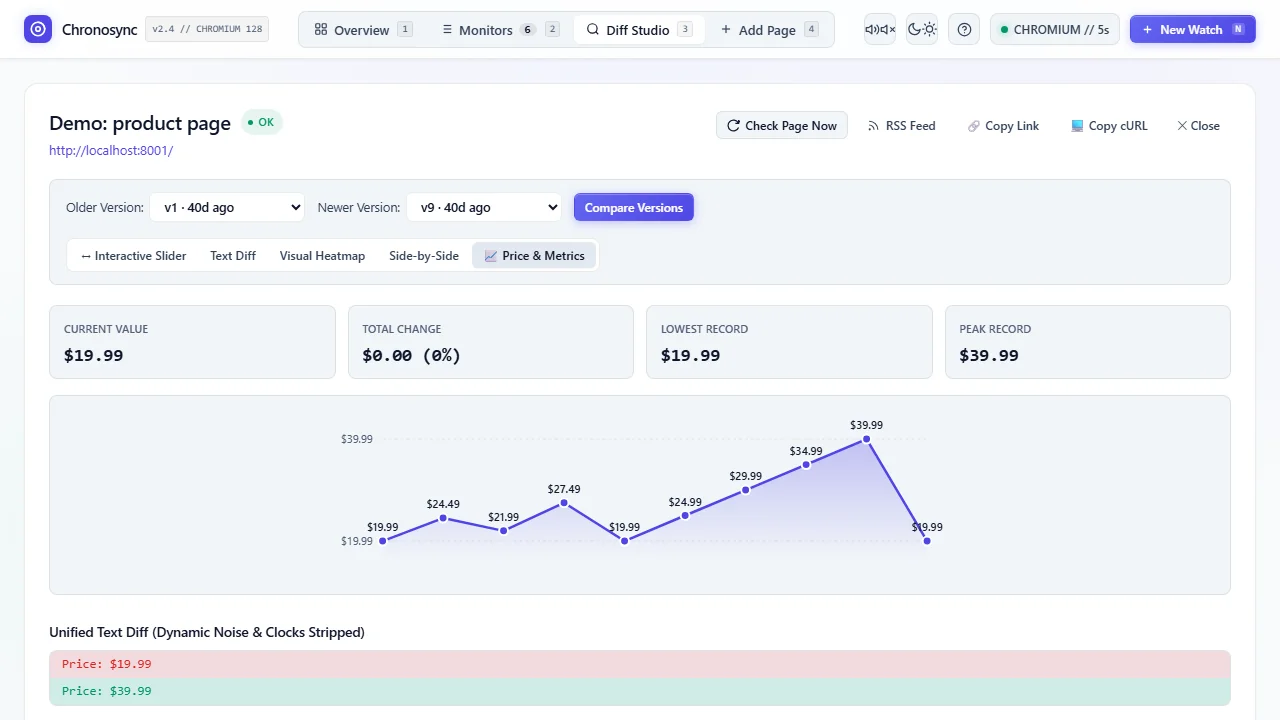 Chronosync v2.4 // CHROMIUM 128 Overview 1 Monitors 6 2 Diff Studio 3 + Add Page 4 CHROMIUM // 5s + New Watch N
Demo: product page OK
http://localhost:8001/
Check Page Now RSS Feed Copy Link Copy cURL Close
Older Version: v1 · 40d ago Newer Version: v9 · 40d ago Compare Versions
↔ Interactive Slider Text Diff Visual Heatmap Side-by-Side Price & Metrics
CURRENT VALUE
$19.99
TOTAL CHANGE
$0.00 (0%)
LOWEST RECORD
$19.99
PEAK RECORD
$39.99
$39.99
$19.99
$19.99
$24.49
$21.99
$27.49
$19.99
$24.99
$29.99
$34.99
$39.99
$19.99
Unified Text Diff (Dynamic Noise & Clocks Stripped)
Price: $19.99
Price: $39.99